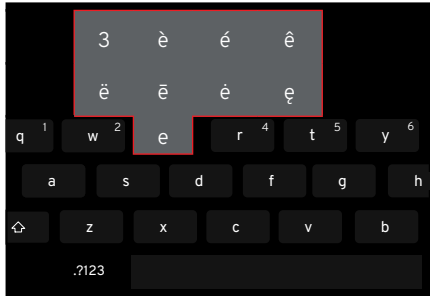 3 è é ê
ë ē ė ę
q 1 w 2 e r 4 t 5 y 6
a s d f g h
z x c v b
.?123